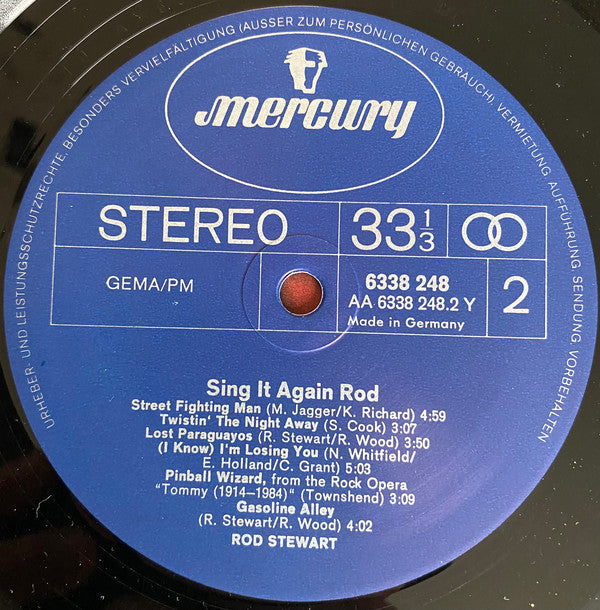 URHEBER- UND LEISTUNGSSCHUTZRECHTE, BESONDERS VERVIELFÄLTIGUNG (AUSSER ZUM PERSÖNLICHEN GEBRAUCH), VERMIETUNG, AUFFÜHRUNG, SENDUNG VORBEHALTEN
mercury
STEREO
33 1/3
GEMA/PM
6338 248
AA 6338 248.2 Y
Made in Germany
2
Sing It Again Rod
Street Fighting Man (M. Jagger/K. Richard) 4:59
Twistin' The Night Away (S. Cook) 3:07
Lost Paraguayos (R. Stewart/R. Wood) 3:50
(I Know) I'm Losing You (N. Whitfield/
E. Holland/C. Grant) 5:03
Pinball Wizard, from the Rock Opera
"Tommy (1914–1984)" (Townshend) 3:09
Gasoline Alley
(R. Stewart/R. Wood) 4:02
ROD STEWART